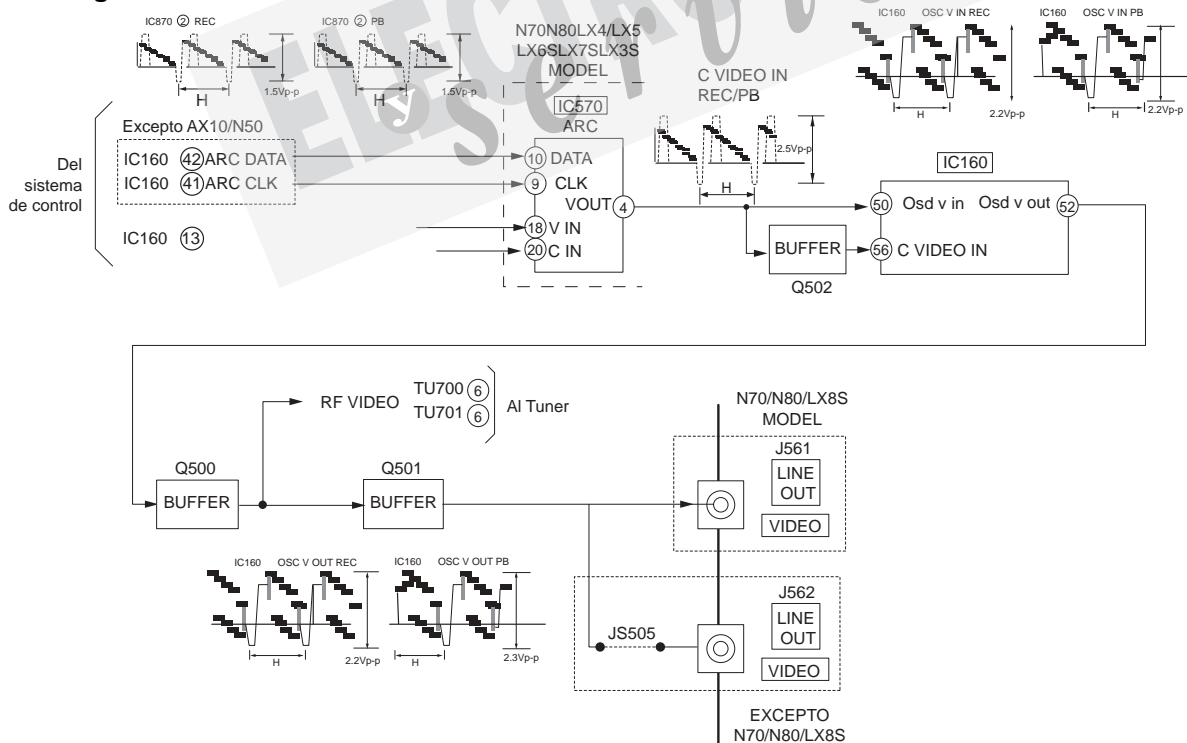 IC870 ② REC
1.5Vp-p
H
IC870 ② PB
1.5Vp-p
H
N70N80LX4/LX5
LX6SLX7SLX3S
MODEL
IC570
ARC
C VIDEO IN
REC/PB
2.5Vp-p
H
IC160 OSC V IN REC
2.2Vp-p
H
IC160 OSC V IN PB
2.2Vp-p
H
ELEC
y
ser
Del
sistema
de control
Excepto AX10/N50
IC160 42 ARC DATA
IC160 41 ARC CLK
IC160 13
10 DATA
9 CLK
VOUT 4
18 V IN
20 C IN
BUFFER
Q502
IC160
50 Osd v in Osd v out 52
56 C VIDEO IN
RF VIDEO
TU700 6
TU701 6
AI Tuner
Q500
BUFFER
Q501
BUFFER
N70/N80/LX8S
MODEL
J561
LINE
OUT
VIDEO
IC160 OSC V OUT REC
2.2Vp-p
H
IC160 OSC V OUT PB
2.3Vp-p
H
JS505
J562
LINE
OUT
VIDEO
EXCEPTO
N70/N80/LX8S